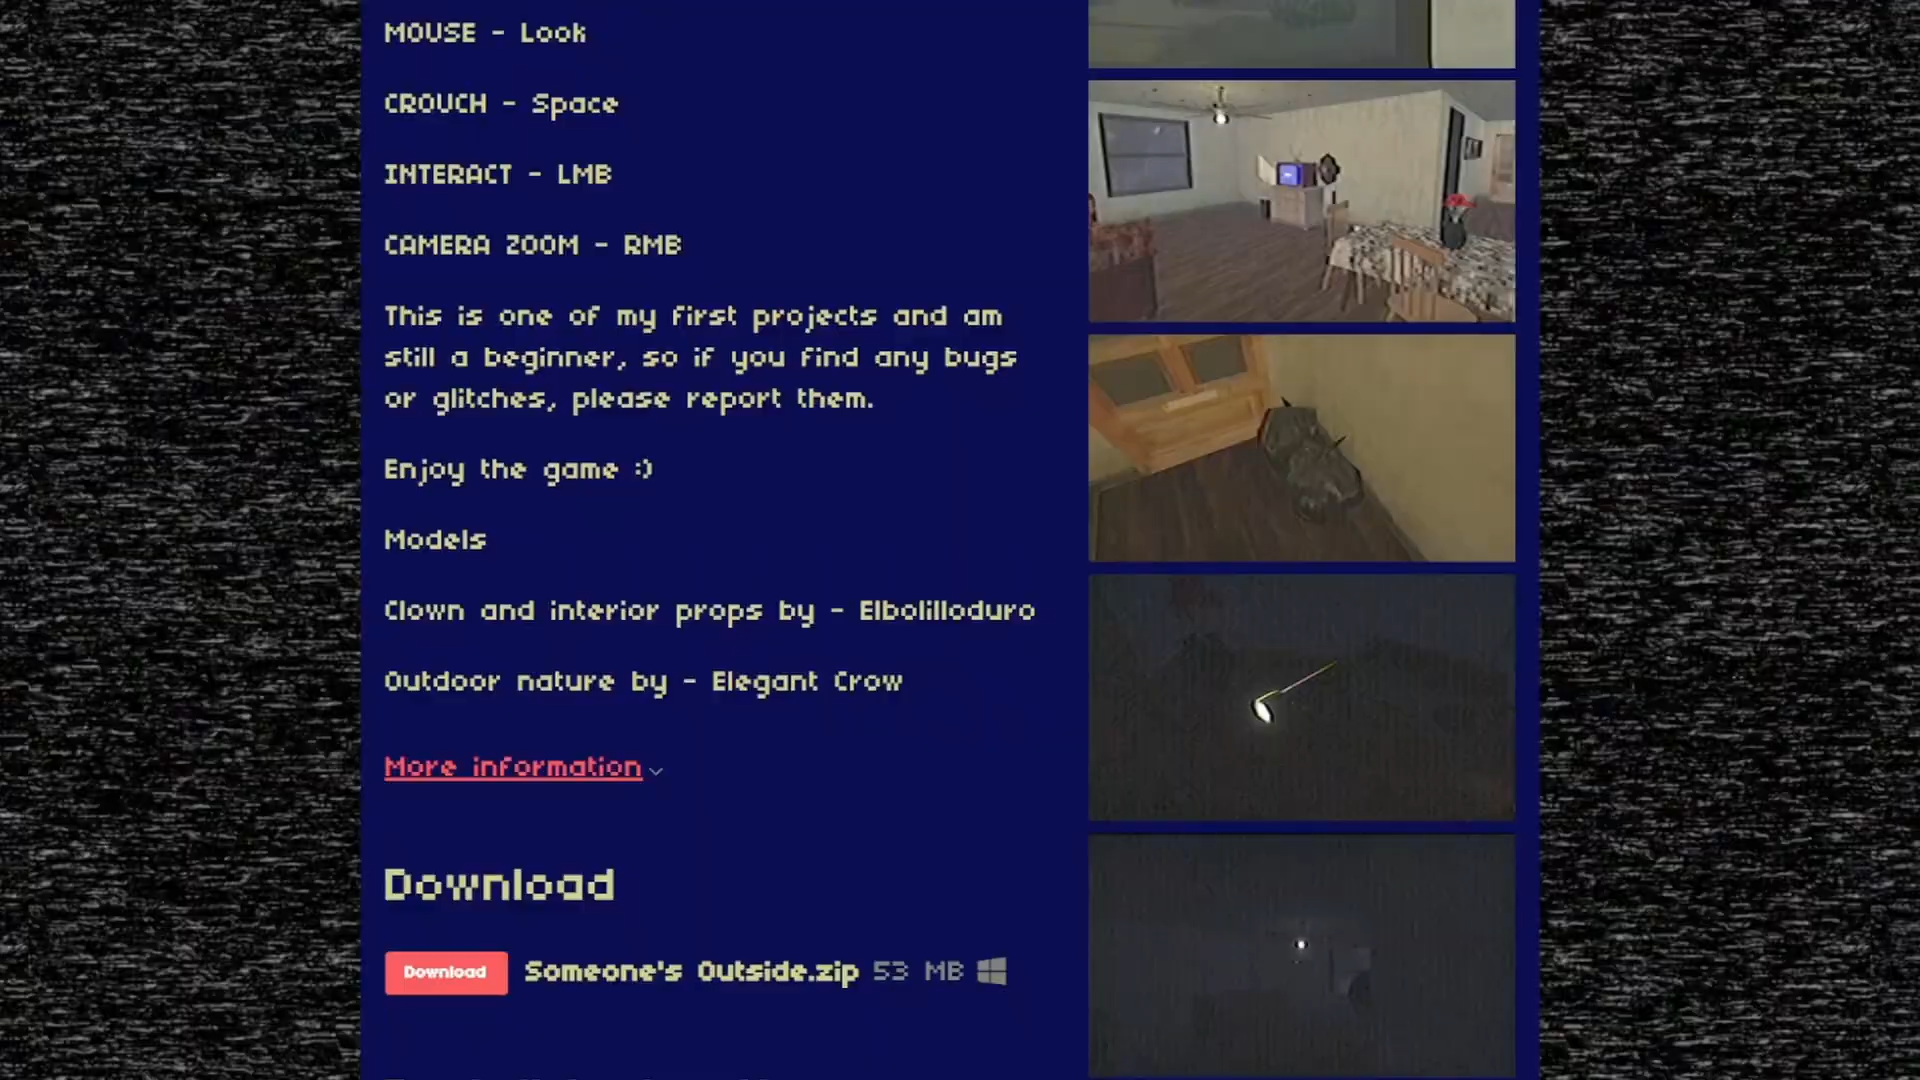 MOUSE - Look
CROUCH - Space
INTERACT - LMB
CAMERA ZOOM - RMB
This is one of my first projects and am
still a beginner, so if you find any bugs
or glitches, please report them.
Enjoy the game :)
Models
Clown and interior props by - Elbolilloduro
Outdoor nature by - Elegant Crow
More information
Download
Download Someone's Outside.zip 53 MB